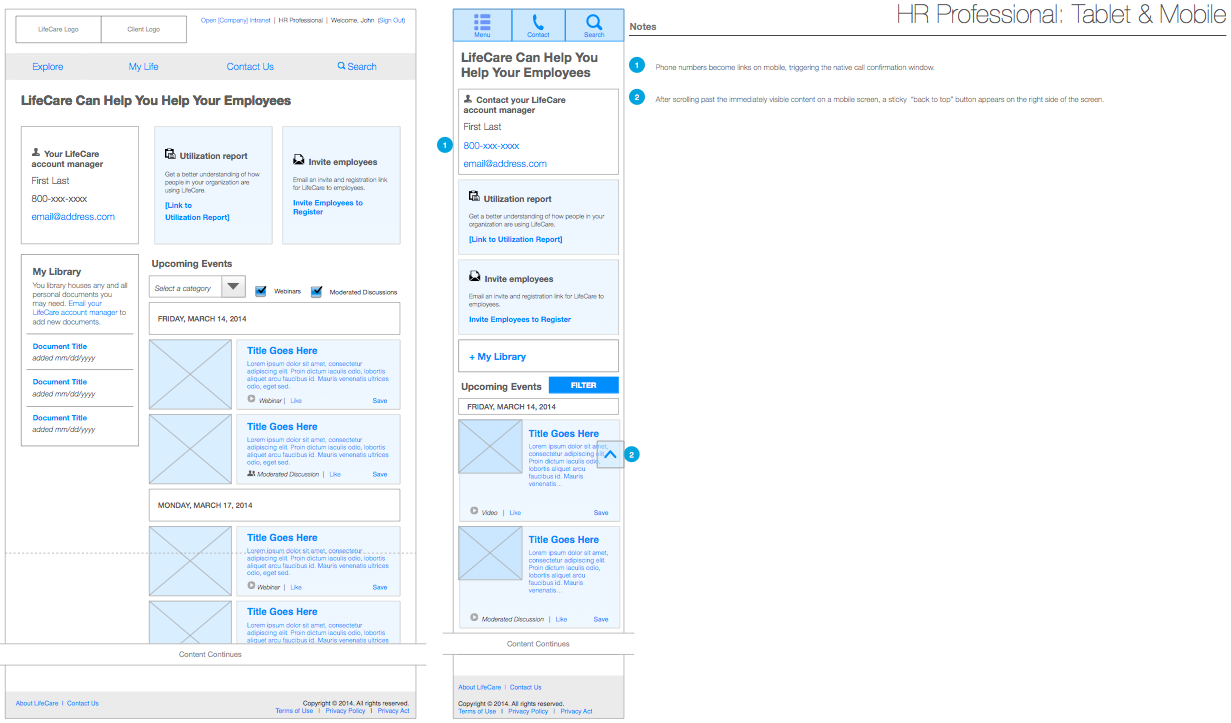 HR Professional: Tablet & Mobile
LifeCare Logo
Client Logo
Open [Company] Intranet | HR Professional | Welcome, John (Sign Out)
Explore
My Life
Contact Us
Search
LifeCare Can Help You Help Your Employees
Your LifeCare
account manager
First Last
800-xxx-xxxx
email@address.com
Utilization report
Get a better understanding of how
people in your organization are
using LifeCare.
[Link to
Utilization Report]
Invite employees
Email an invite and registration link
for LifeCare to employees.
Invite Employees to
Register
My Library
You library houses any and all
personal documents you
may need. Email your
LifeCare account manager to
add new documents.
Document Title
added mm/dd/yyyy
Document Title
added mm/dd/yyyy
Document Title
added mm/dd/yyyy
Upcoming Events
Select a category
Webinars
Moderated Discussions
FRIDAY, MARCH 14, 2014
Title Goes Here
Lorem ipsum dolor sit amet, consectetur
adipiscing elit. Proin dictum iaculis odio, lobortis
aliquet arcu faucibus id. Mauris venenatis ultrices
odio, eget sed.
Webinar | Like
Save
Title Goes Here
Lorem ipsum dolor sit amet, consectetur
adipiscing elit. Proin dictum iaculis odio, lobortis
aliquet arcu faucibus id. Mauris venenatis ultrices
odio, eget sed.
Moderated Discussion | Like
Save
MONDAY, MARCH 17, 2014
Title Goes Here
Lorem ipsum dolor sit amet, consectetur
adipiscing elit. Proin dictum iaculis odio, lobortis
aliquet arcu faucibus id. Mauris venenatis ultrices
odio, eget sed.
Webinar | Like
Save
Title Goes Here
Lorem ipsum dolor sit amet, consectetur
adipiscing elit. Proin dictum iaculis odio, lobortis
aliquet arcu faucibus id. Mauris venenatis ultrices
Content Continues
About LifeCare | Contact Us
Copyright © 2014. All rights reserved.
Terms of Use | Privacy Policy | Privacy Act
Menu
Contact
Search
LifeCare Can Help You
Help Your Employees
Contact your LifeCare
account manager
First Last
1
800-xxx-xxxx
email@address.com
Utilization report
Get a better understanding of how people in your
organization are using LifeCare.
[Link to Utilization Report]
Invite employees
Email an invite and registration link for LifeCare to
employees.
Invite Employees to Register
+ My Library
Upcoming Events
FILTER
FRIDAY, MARCH 14, 2014
Title Goes Here
Lorem ipsum dolor sit amet,
consectetur adipiscing elit.
Proin dictum iaculis odio,
lobortis aliquet arcu
faucibus id. Mauris
venenatis ...
2
Video | Like
Save
Title Goes Here
Lorem ipsum dolor sit amet,
consectetur adipiscing elit.
Proin dictum iaculis odio,
lobortis aliquet arcu
faucibus id. Mauris
venenatis ...
Moderated Discussion | Like
Save
Content Continues
About LifeCare | Contact Us
Copyright © 2014. All rights reserved.
Terms of Use | Privacy Policy | Privacy Act
Notes
1 Phone numbers become links on mobile, triggering the native call confirmation window.
2 After scrolling past the immediately visible content on a mobile screen, a sticky "back to top" button appears on the right side of the screen.